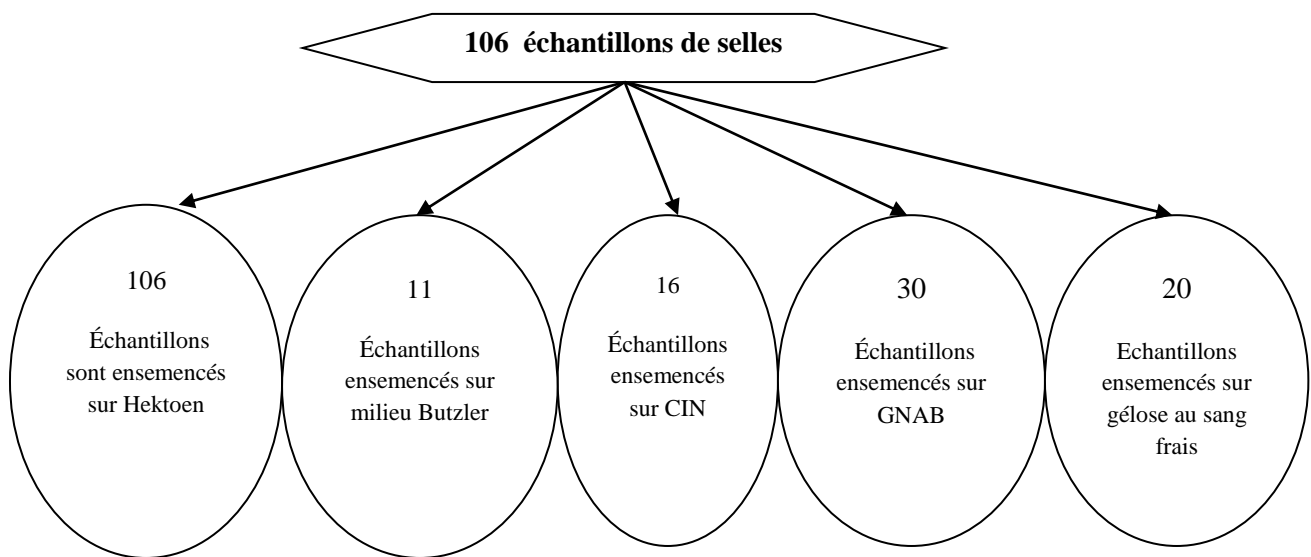 106 échantillons de selles
106
Échantillons
sont ensemencés
sur Hektoen
11
Échantillons
ensemencés sur
milieu Butzler
16
Échantillons
ensemencés
sur CIN
30
Échantillons
ensemencés sur
GNAB
20
Echantillons
ensemencés sur
gélose au sang
frais